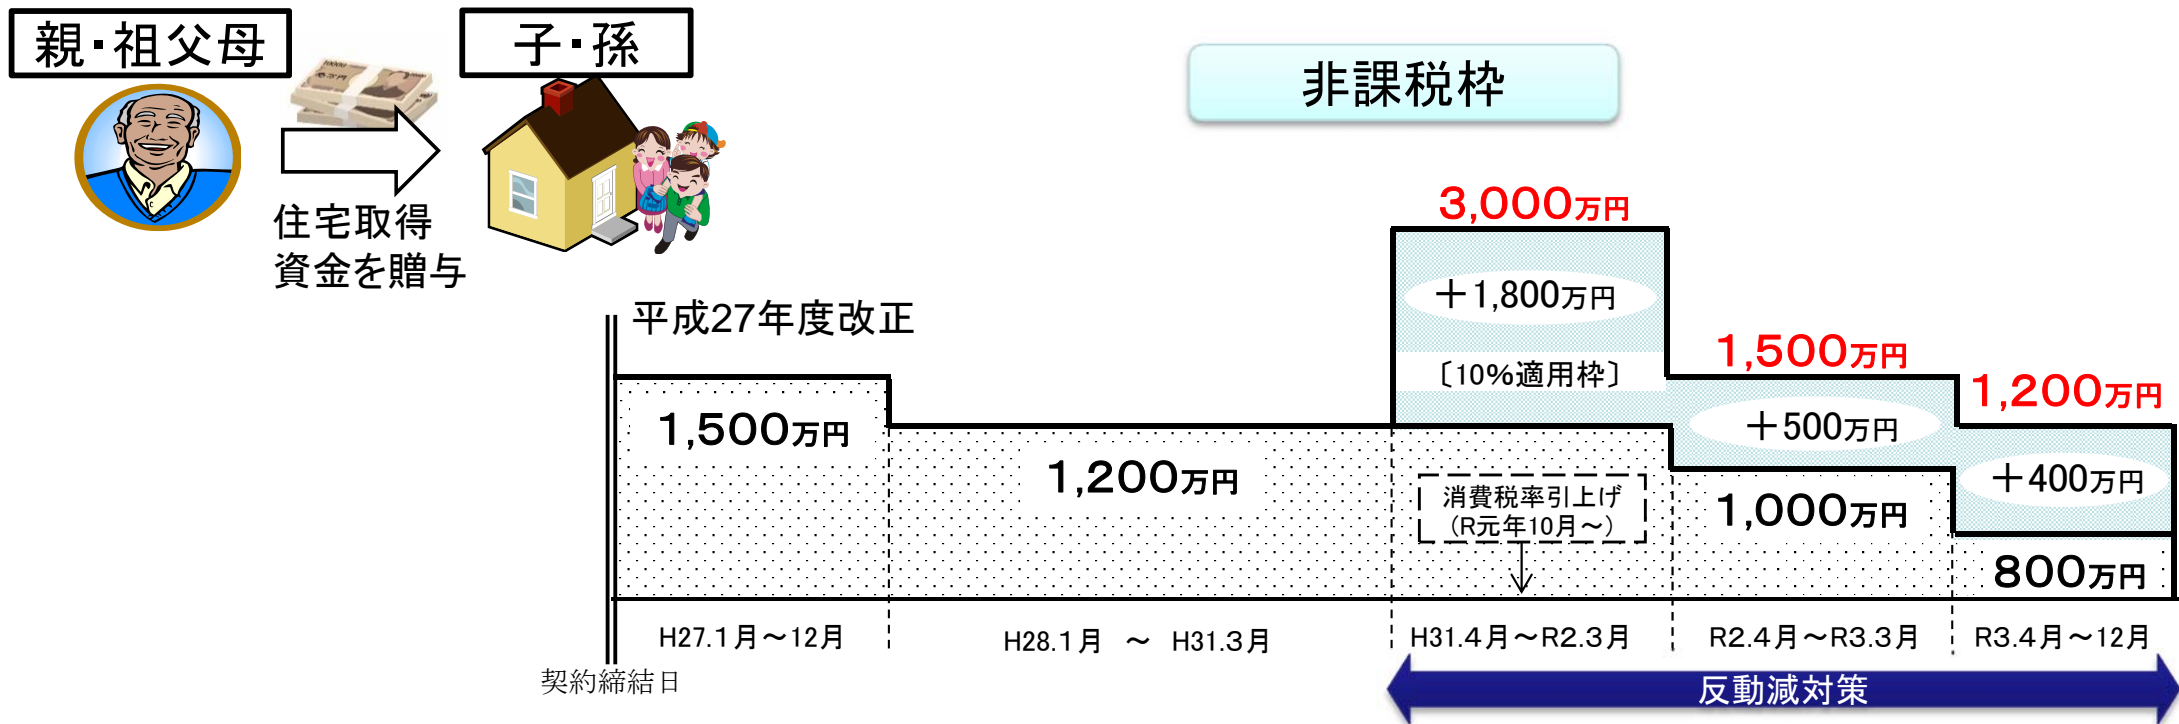 親・祖父母
子・孫
住宅取得
資金を贈与
非課税枠
平成27年度改正
3,000万円
+1,800万円
〔10%適用枠〕
1,500万円
+500万円
1,200万円
+400万円
1,500万円
1,200万円
消費税率引上げ
(R元年10月~)
1,000万円
800万円
H27.1月~12月
H28.1月 ~ H31.3月
H31.4月~R2.3月
R2.4月~R3.3月
R3.4月~12月
契約締結日
反動減対策